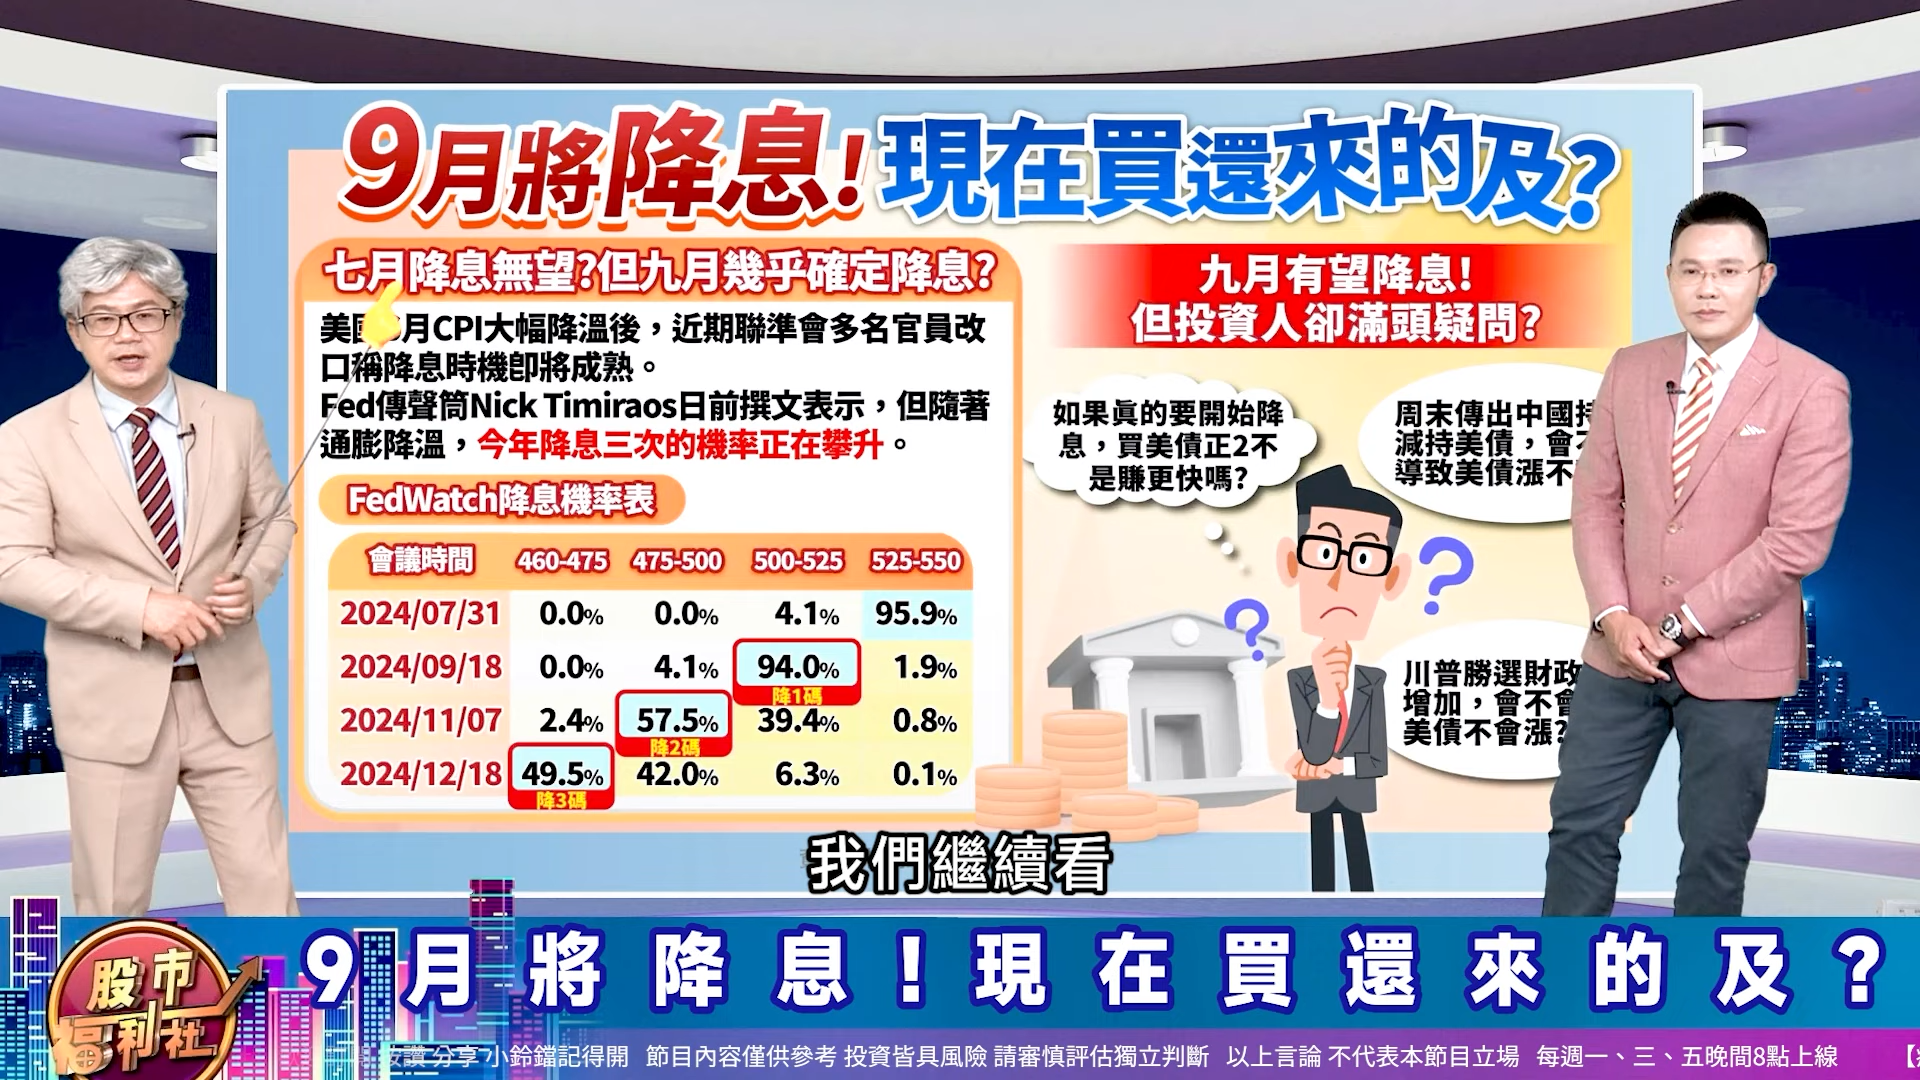 9月將降息!現在買還來的及?
七月降息無望?但九月幾乎確定降息?
美國 月CPI大幅降溫後，近期聯準會多名官員改
口稱降息時機即將成熟。
Fed傳聲筒Nick Timiraos日前撰文表示，但隨著
通膨降溫，今年降息三次的機率正在攀升。
FedWatch降息機率表
會議時間 460-475 475-500 500-525 525-550
2024/07/31 0.0% 0.0% 4.1% 95.9%
2024/09/18 0.0% 4.1% 94.0% 1.9%
降1碼
2024/11/07 2.4% 57.5% 39.4% 0.8%
降2碼
2024/12/18 49.5% 42.0% 6.3% 0.1%
降3碼
九月有望降息!
但投資人卻滿頭疑問?
如果真的要開始降
息，買美債正2不
是賺更快嗎?
周末傳出中國持
減持美債，會不
導致美債漲不
川普勝選財政
增加，會不會
美債不會漲?
我們繼續看
股市
福利社
9月將降息!現在買還來的及?
按讚 分享 小鈴鐺記得開 節目內容僅供參考 投資皆具風險 請審慎評估獨立判斷 以上言論 不代表本節目立場 每週一、三、五晚間8點上線